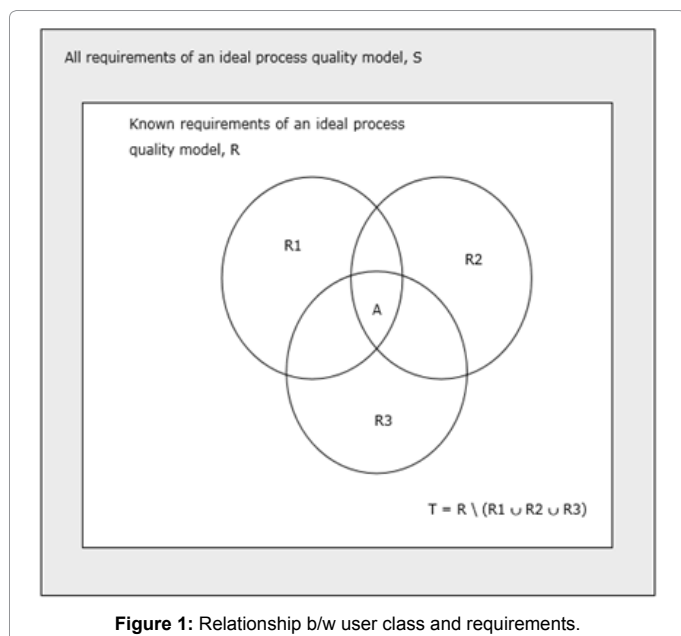 All requirements of an ideal process quality model, S
Known requirements of an ideal process
quality model, R
R1
R2
A
R3
T = R \ (R1 ∪ R2 ∪ R3)
Figure 1: Relationship b/w user class and requirements.